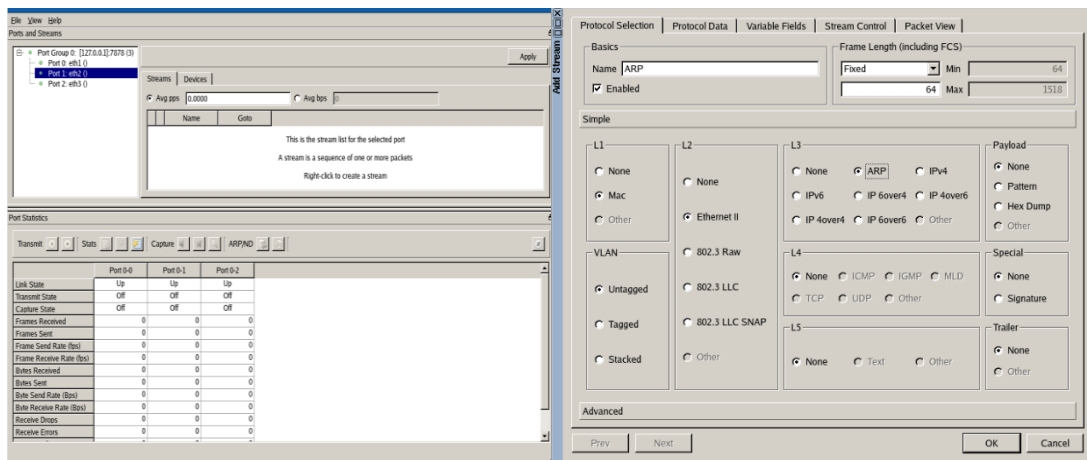 File View Help
Ports and Streams
Port Group 0: [127.0.0.1]:7878 (3)
Port 0: eth1 ()
Port 1: eth2 ()
Port 2: eth3 ()
Apply
Streams Devices
Avg pps 0.0000 Avg bps 0
Name Goto
This is the stream list for the selected port
A stream is a sequence of one or more packets
Right-click to create a stream
Port Statistics
Transmit Stats Capture ARP/ND
Port 0-0 Port 0-1 Port 0-2
Link State Up Up Up
Transmit State Off Off Off
Capture State Off Off Off
Frames Received 0 0 0
Frames Sent 0 0 0
Frame Send Rate (fps) 0 0 0
Frame Receive Rate (fps) 0 0 0
Bytes Received 0 0 0
Bytes Sent 0 0 0
Byte Send Rate (Bps) 0 0 0
Byte Receive Rate (Bps) 0 0 0
Receive Drops 0 0 0
Receive Errors 0 0 0
Add Stream
Protocol Selection Protocol Data Variable Fields Stream Control Packet View
Basics
Name ARP
Enabled
Frame Length (including FCS)
Fixed Min 64
64 Max 1518
Simple
L1
None
Mac
Other
VLAN
Untagged
Tagged
Stacked
L2
None
Ethernet II
802.3 Raw
802.3 LLC
802.3 LLC SNAP
Other
L3
None ARP IPv4
IPv6 IP 6over4 IP 4over6
IP 4over4 IP 6over6 Other
L4
None ICMP IGMP MLD
TCP UDP Other
L5
None Text Other
Payload
None
Pattern
Hex Dump
Other
Special
None
Signature
Trailer
None
Other
Advanced
Prev Next OK Cancel